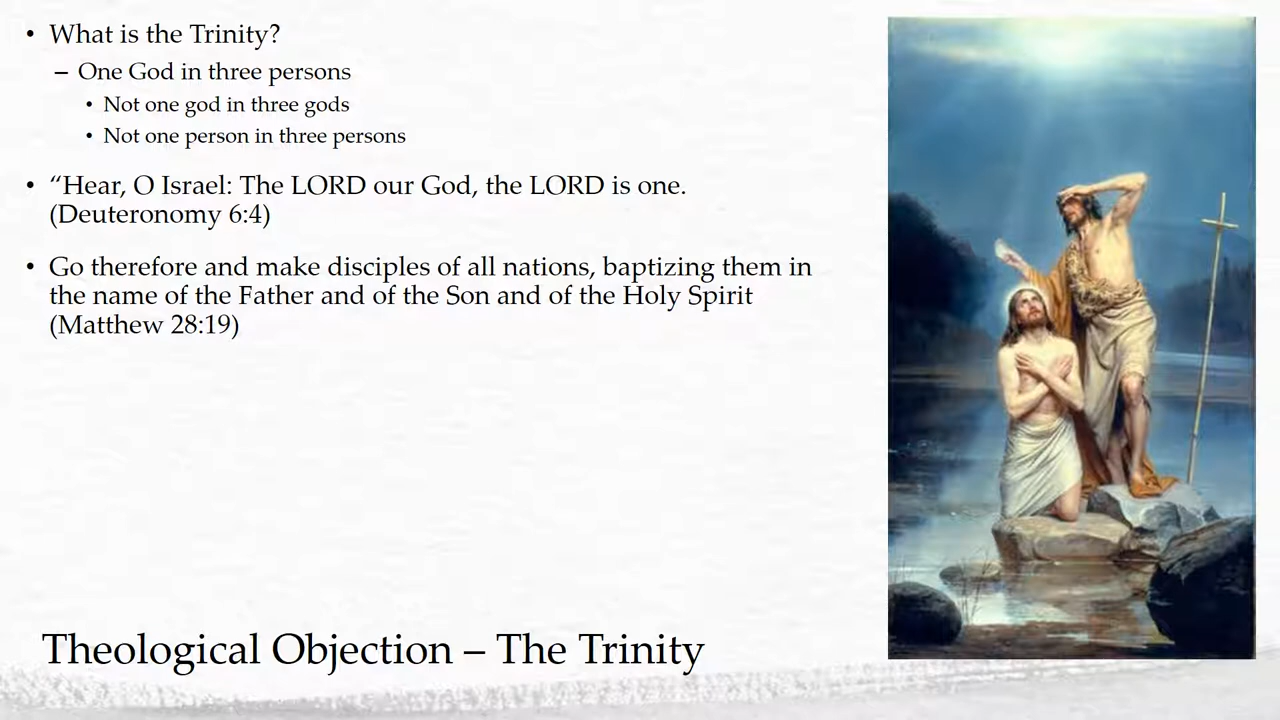 • What is the Trinity?
– One God in three persons
• Not one god in three gods
• Not one person in three persons
• “Hear, O Israel: The LORD our God, the LORD is one.
(Deuteronomy 6:4)
• Go therefore and make disciples of all nations, baptizing them in
the name of the Father and of the Son and of the Holy Spirit
(Matthew 28:19)
Theological Objection – The Trinity